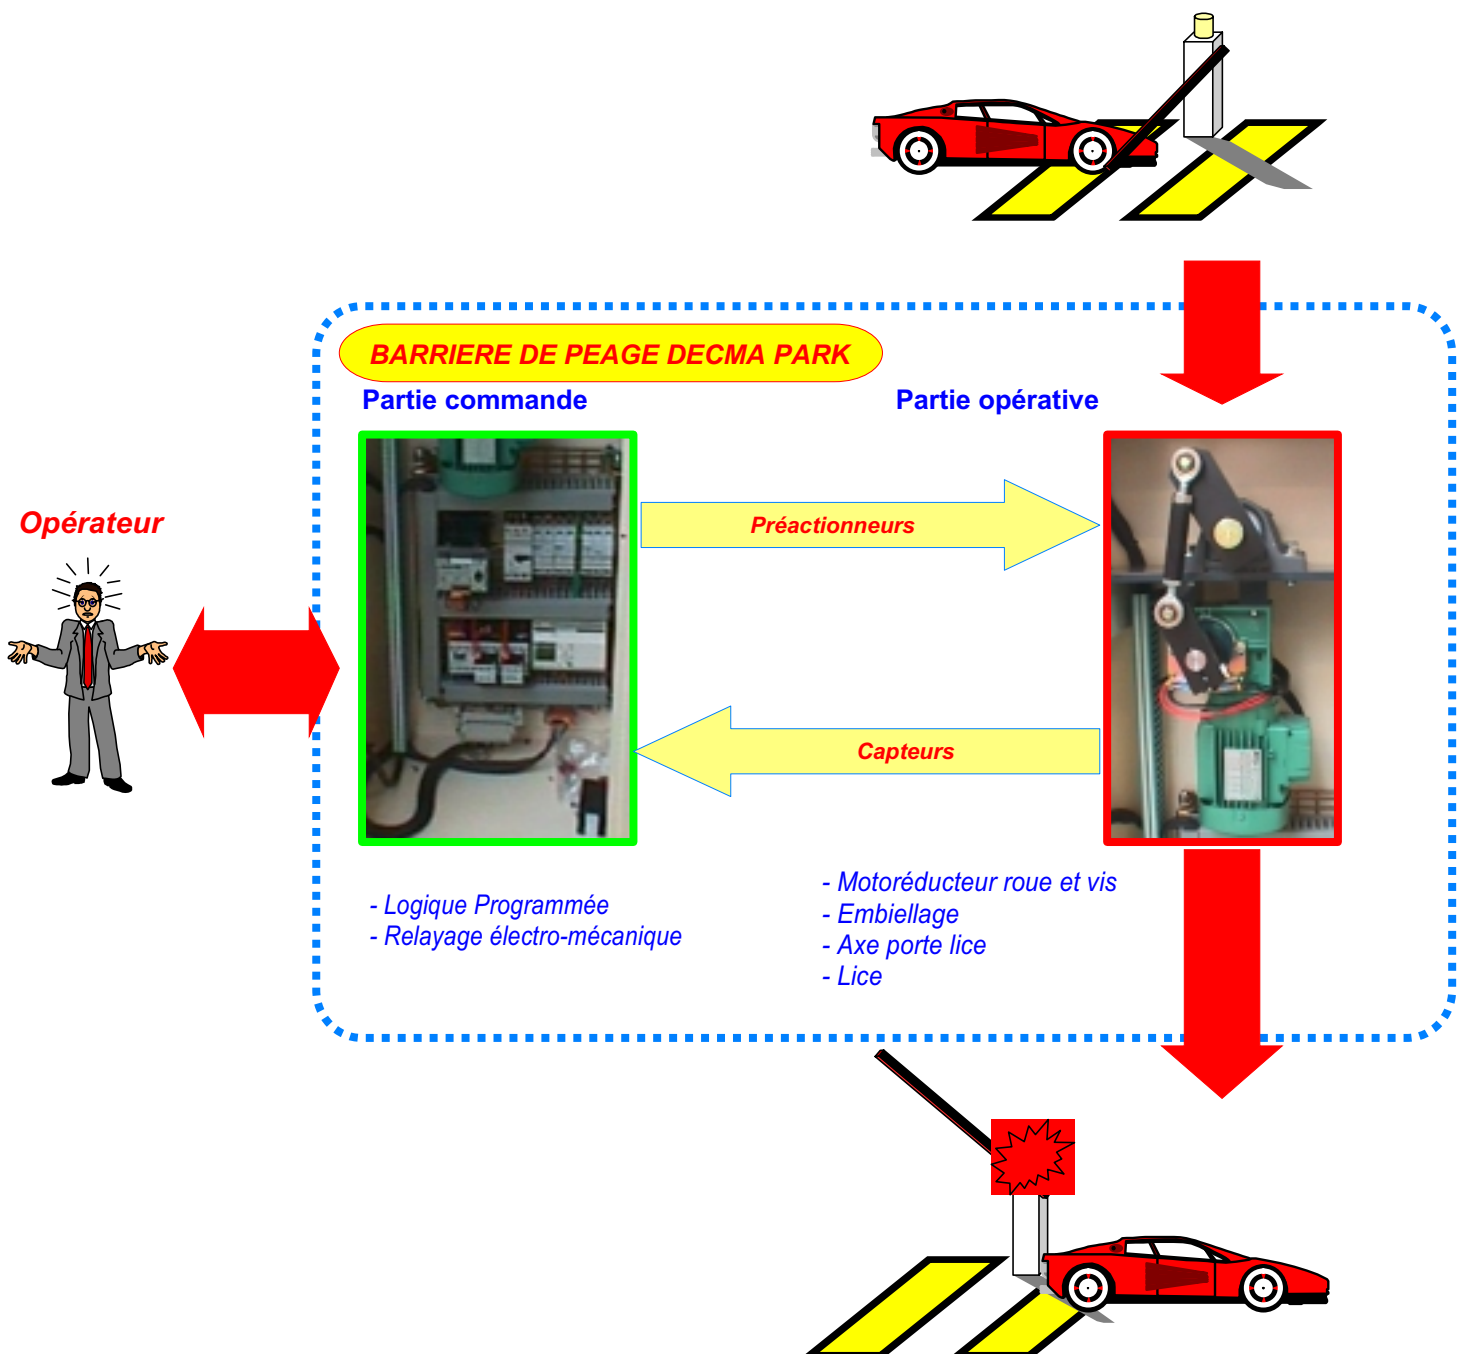 BARRIERE DE PEAGE DECMA PARK
Partie commande
Partie opérative
Opérateur
Préactionneurs
Capteurs
- Logique Programmée
- Relayage électro-mécanique
- Motoréducteur roue et vis
- Embiellage
- Axe porte lice
- Lice